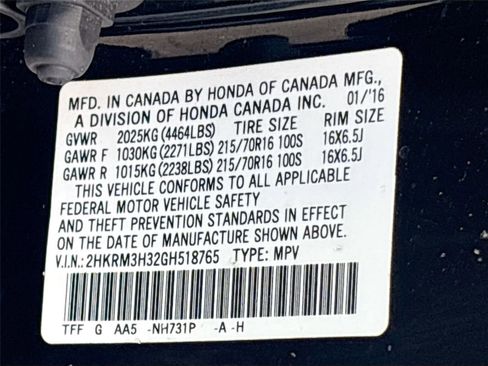 MFD. IN CANADA BY HONDA OF CANADA MFG.,
A DIVISION OF HONDA CANADA INC. 01/'16
GVWR 2025KG(4464LBS) TIRE SIZE RIM SIZE
GAWR F 1030KG(2271LBS) 215/70R16 100S 16X6.5J
GAWR R 1015KG(2238LBS) 215/70R16 100S 16X6.5J
THIS VEHICLE CONFORMS TO ALL APPLICABLE
FEDERAL MOTOR VEHICLE SAFETY
AND THEFT PREVENTION STANDARDS IN EFFECT
ON THE DATE OF MANUFACTURE SHOWN ABOVE.
V.I.N.:2HKRM3H32GH518765 TYPE: MPV
TFF G AA5 -NH731P -A -H